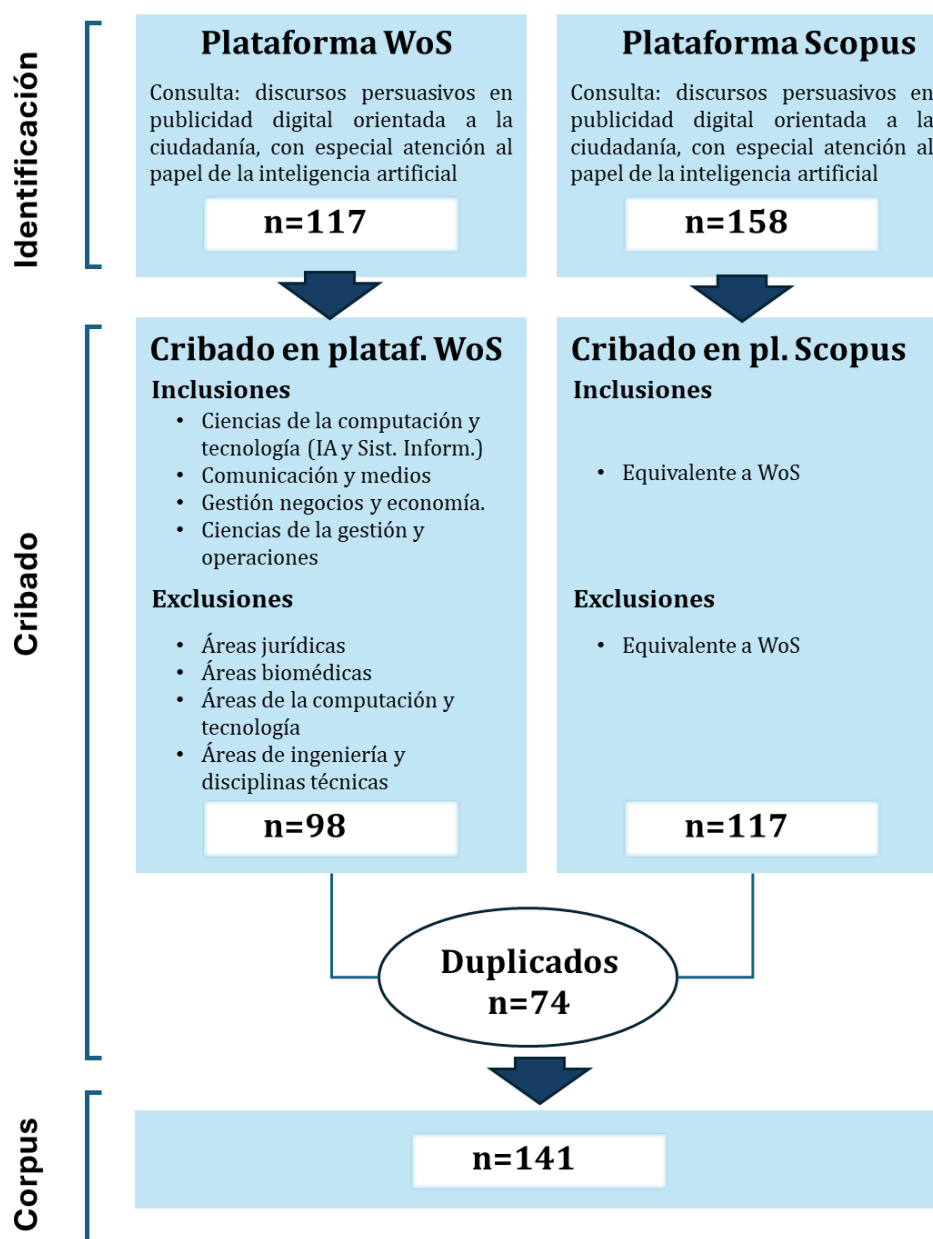 Identificación
Plataforma WoS
Consulta: discursos persuasivos en
publicidad digital orientada a la
ciudadanía, con especial atención al
papel de la inteligencia artificial
n=117
Plataforma Scopus
Consulta: discursos persuasivos en
publicidad digital orientada a la
ciudadanía, con especial atención al
papel de la inteligencia artificial
n=158
Cribado
Cribado en plataf. WoS
Inclusiones
• Ciencias de la computación y
tecnología (IA y Sist. Inform.)
• Comunicación y medios
• Gestión negocios y economía.
• Ciencias de la gestión y
operaciones
Exclusiones
• Áreas jurídicas
• Áreas biomédicas
• Áreas de la computación y
tecnología
• Áreas de ingeniería y
disciplinas técnicas
n=98
Cribado en pl. Scopus
Inclusiones
• Equivalente a WoS
Exclusiones
• Equivalente a WoS
n=117
Duplicados
n=74
Corpus
n=141